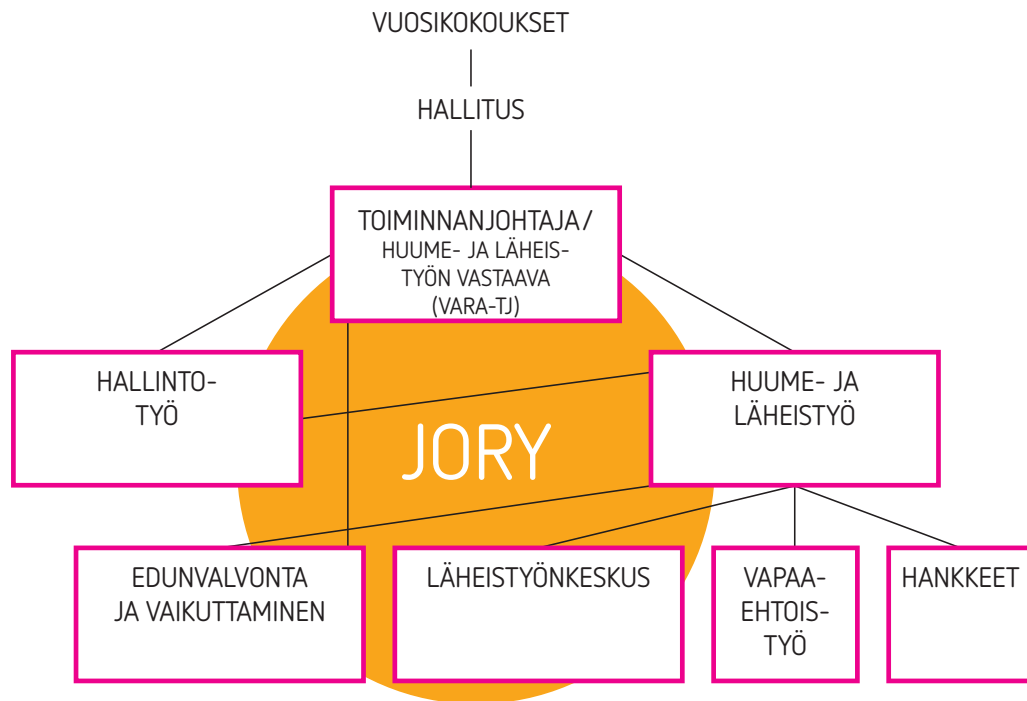 VUOSIKOKOUKSET
HALLITUS
TOIMINNANJOHTAJA/
HUUME- JA LÄHEIS-
TYÖN VASTAAVA
(VARA-TJ)
HALLINTO-
TYÖ
HUUME- JA
LÄHEISTYÖ
JORY
EDUNVALVONTA
JA VAIKUTTAMINEN
LÄHEISTYÖNKESKUS
VAPAA-
EHTOIS-
TYÖ
HANKKEET